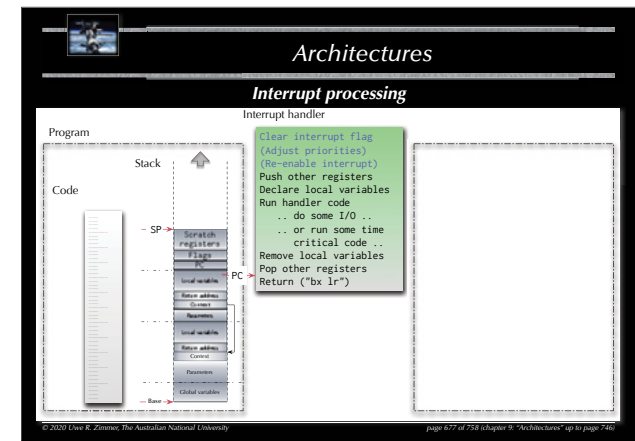 Architectures
Interrupt processing
Interrupt handler
Program
Stack
Code
Clear interrupt flag
(Adjust priorities)
(Re-enable interrupt)
Push other registers
Declare local variables
Run handler code
.. do some I/O ..
.. or run some time
critical code ..
Remove local variables
Pop other registers
Return ("bx lr")
SP
Scratch
registers
Flags
PC
PC
Local variables
Return address
Context
Parameters
Local variables
Return address
Context
Parameters
Global variables
Base
© 2020 Uwe R. Zimmer, The Australian National University
page 677 of 758 (chapter 9: "Architectures" up to page 746)